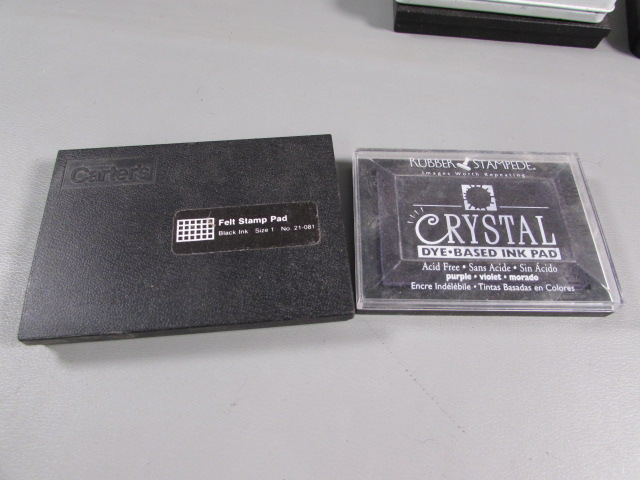 Carter's
Felt Stamp Pad
Black Ink Size 1 No. 21-081
RUBBER STAMPEDE
Images Worth Repeating
CRYSTAL
DYE•BASED INK PAD
Acid Free • Sans Acide • Sin Ácido
purple • violet • morado
Encre Indélébile • Tintas Basadas en Colores